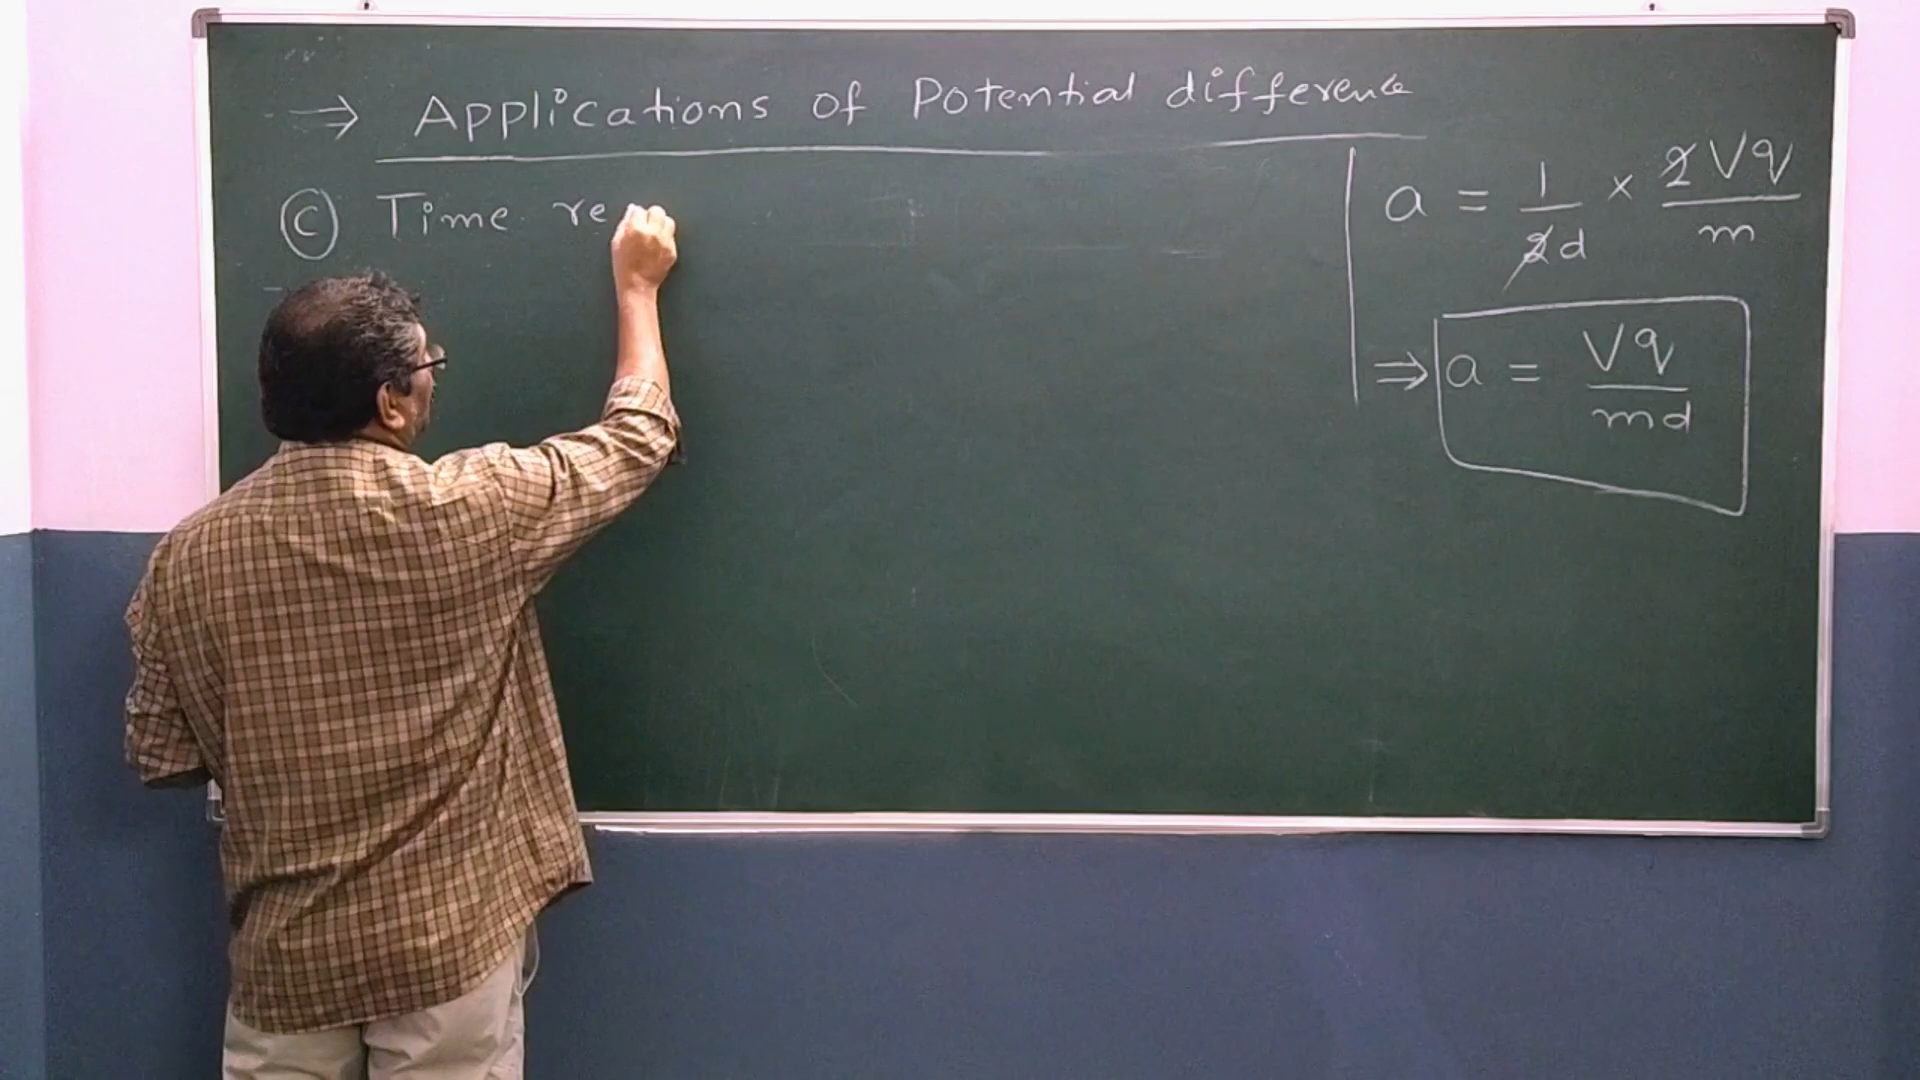 ⇒ Applications of Potential difference
ⓒ Time re
a = 1/2d × 2Vq/m
⇒ a = Vq/md